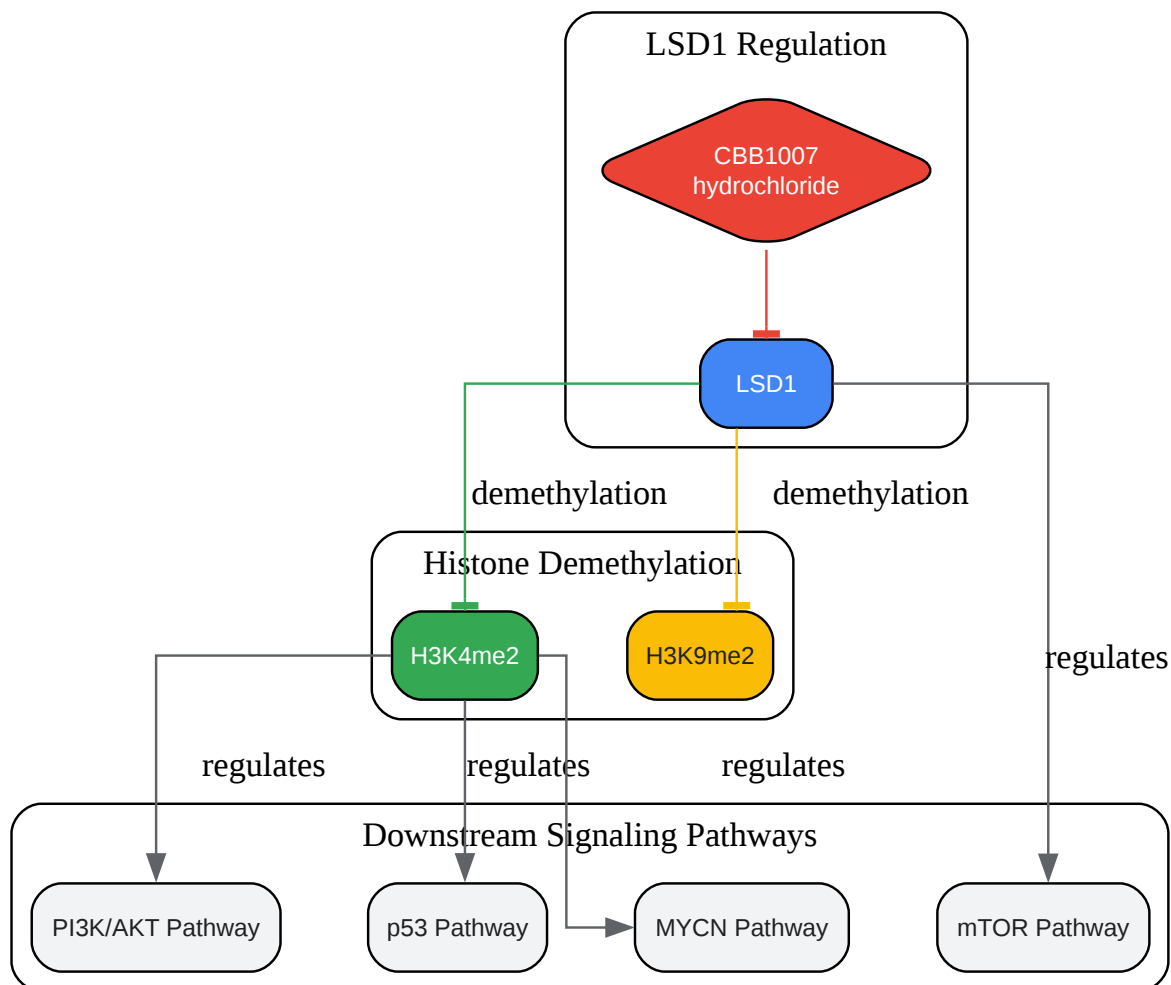 LSD1 Regulation
CBB1007
hydrochloride
LSD1
demethylation
demethylation
Histone Demethylation
H3K4me2
H3K9me2
regulates
regulates
regulates
regulates
Downstream Signaling Pathways
PI3K/AKT Pathway
p53 Pathway
MYCN Pathway
mTOR Pathway